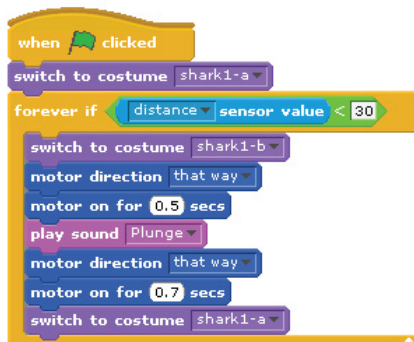 when clicked
switch to costume shark1-a
forever if distance sensor value < 30
switch to costume shark1-b
motor direction that way
motor on for 0.5 secs
play sound Plunge
motor direction that way
motor on for 0.7 secs
switch to costume shark1-a